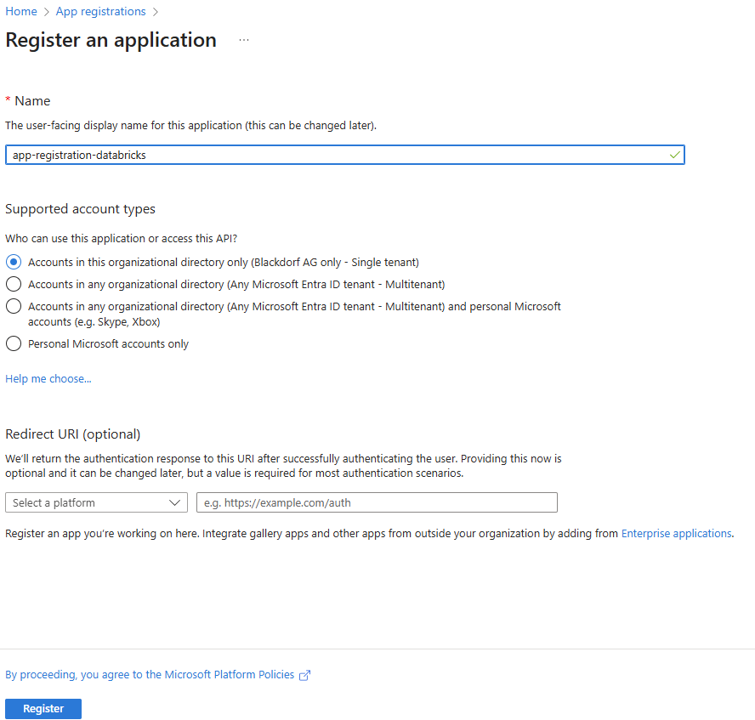 Home > App registrations >
Register an application ...
* Name
The user-facing display name for this application (this can be changed later).
app-registration-databricks
Supported account types
Who can use this application or access this API?
Accounts in this organizational directory only (Blackdorf AG only - Single tenant)
Accounts in any organizational directory (Any Microsoft Entra ID tenant - Multitenant)
Accounts in any organizational directory (Any Microsoft Entra ID tenant - Multitenant) and personal Microsoft
accounts (e.g. Skype, Xbox)
Personal Microsoft accounts only
Help me choose...
Redirect URI (optional)
We'll return the authentication response to this URI after successfully authenticating the user. Providing this now is
optional and it can be changed later, but a value is required for most authentication scenarios.
Select a platform
e.g. https://example.com/auth
Register an app you're working on here. Integrate gallery apps and other apps from outside your organization by adding from Enterprise applications.
By proceeding, you agree to the Microsoft Platform Policies
Register